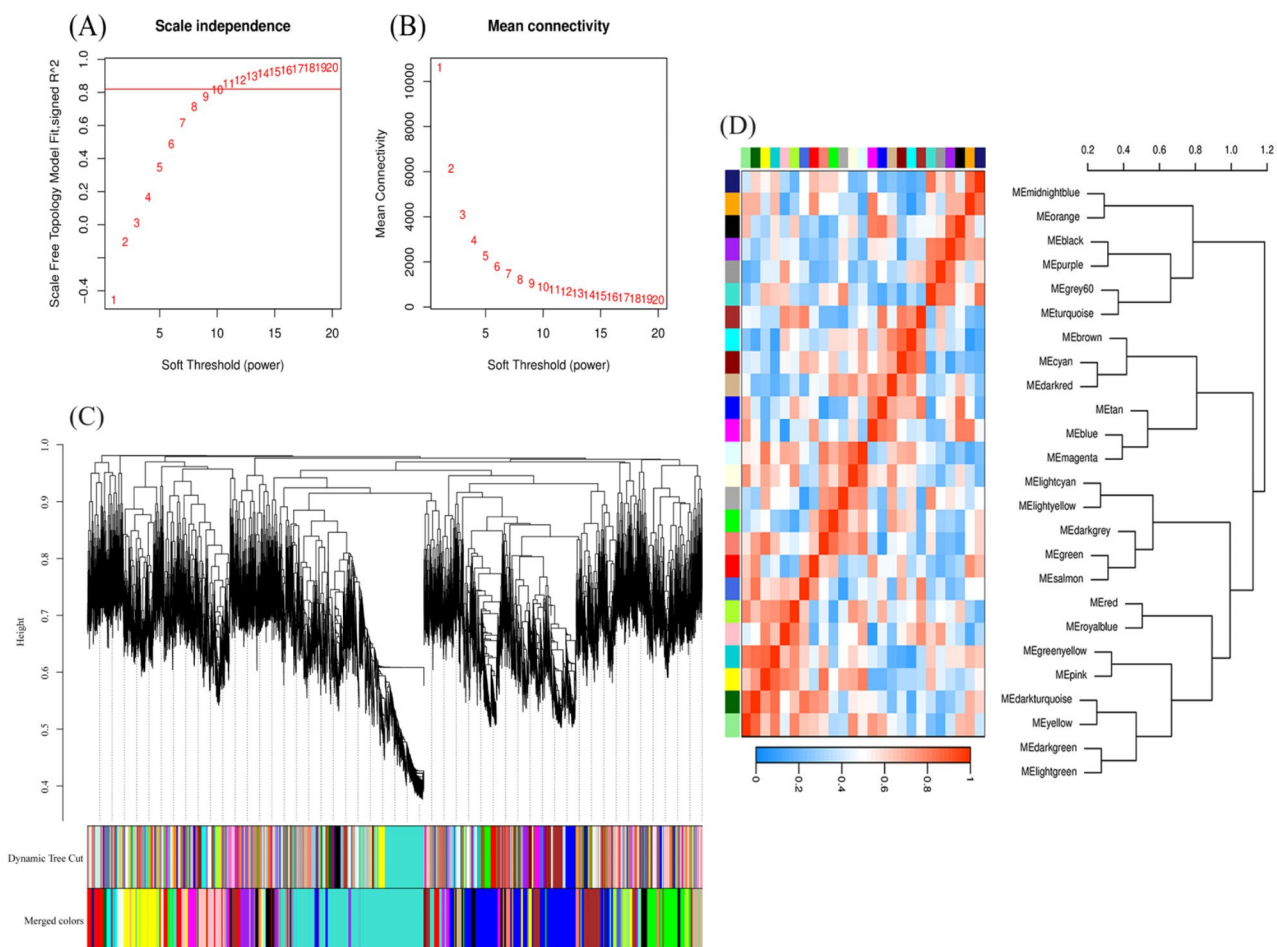 (A)
Scale independence
Scale Free Topology Model Fit,signed R^2
1.0
0.8
0.6
0.4
0.2
0.0
−0.4
1
2
3
4
5
6
7
8
9
10 11 12 13 14 15 16 17 18 19 20
5 10 15 20
Soft Threshold (power)
(B)
Mean connectivity
Mean Connectivity
10000
8000
6000
4000
2000
0
1
2
3
4
5
6
7
8
9
10 11 12 13 14 15 16 17 18 19 20
5 10 15 20
Soft Threshold (power)
(C)
Height
1.0
0.9
0.8
0.7
0.6
0.5
0.4
Dynamic Tree Cut
Merged colors
(D)
0 0.2 0.4 0.6 0.8 1
0.2 0.4 0.6 0.8 1.0 1.2
MEmidnightblue
MEorange
MEblack
MEpurple
MEgrey60
MEturquoise
MEbrown
MEcyan
MEdarkred
MEtan
MEblue
MEmagenta
MElightcyan
MElightyellow
MEdarkgrey
MEgreen
MEsalmon
MEred
MEroyalblue
MEgreenyellow
MEpink
MEdarkturquoise
MEyellow
MEdarkgreen
MElightgreen